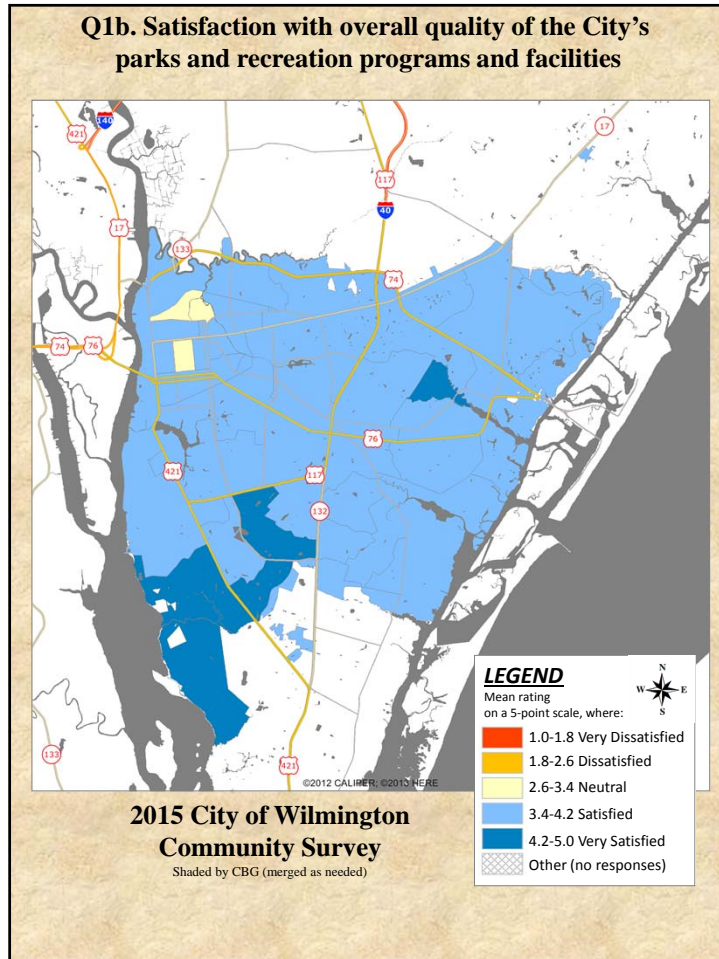 Q1b. Satisfaction with overall quality of the City's
parks and recreation programs and facilities
140
421
17
117
40
133
17
74
74
76
76
421
117
132
133
421
©2012 CALIPER; ©2013 HERE
LEGEND
Mean rating
on a 5-point scale, where:
N
W E
S
1.0-1.8 Very Dissatisfied
1.8-2.6 Dissatisfied
2.6-3.4 Neutral
3.4-4.2 Satisfied
4.2-5.0 Very Satisfied
Other (no responses)
2015 City of Wilmington
Community Survey
Shaded by CBG (merged as needed)